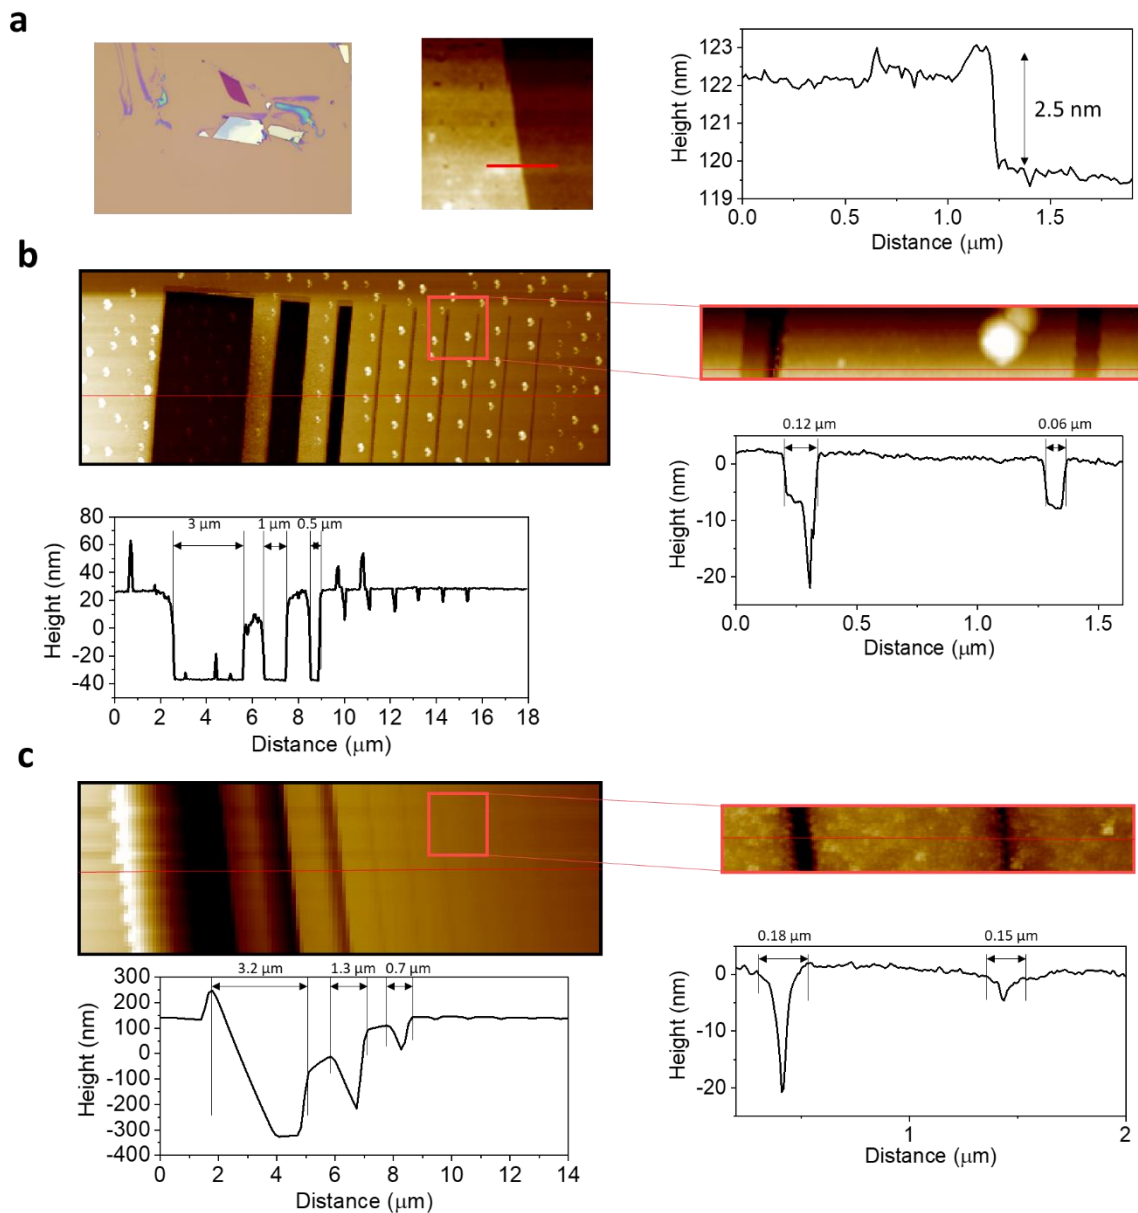 a
Height (nm)
123
122
121
120
119
2.5 nm
0.0 0.5 1.0 1.5
Distance (μm)
b
0.12 μm 0.06 μm
Height (nm)
0
-10
-20
0.0 0.5 1.0 1.5
Distance (μm)
3 μm 1 μm 0.5 μm
Height (nm)
80
60
40
20
0
-20
-40
0 2 4 6 8 10 12 14 16 18
Distance (μm)
c
3.2 μm 1.3 μm 0.7 μm
Height (nm)
300
200
100
0
-100
-200
-300
-400
0 2 4 6 8 10 12 14
Distance (μm)
0.18 μm 0.15 μm
Height (nm)
0
-10
-20
1 2
Distance (μm)